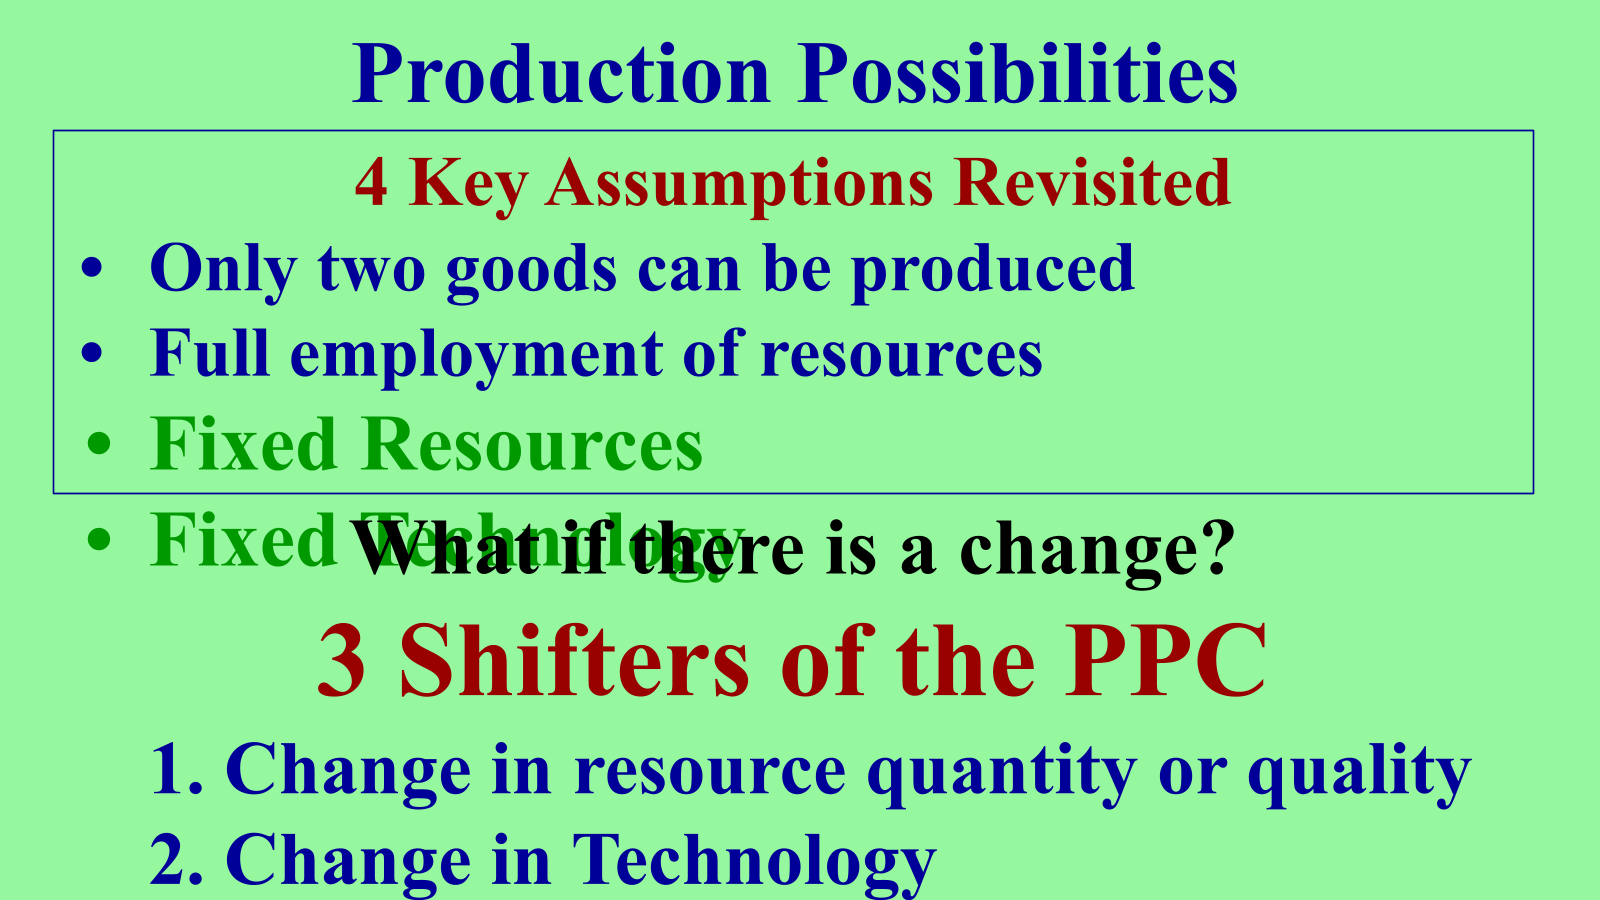 Production Possibilities
4 Key Assumptions Revisited
• Only two goods can be produced
• Full employment of resources
• Fixed Resources
• Fixed Technology
What if there is a change?
3 Shifters of the PPC
1. Change in resource quantity or quality
2. Change in Technology